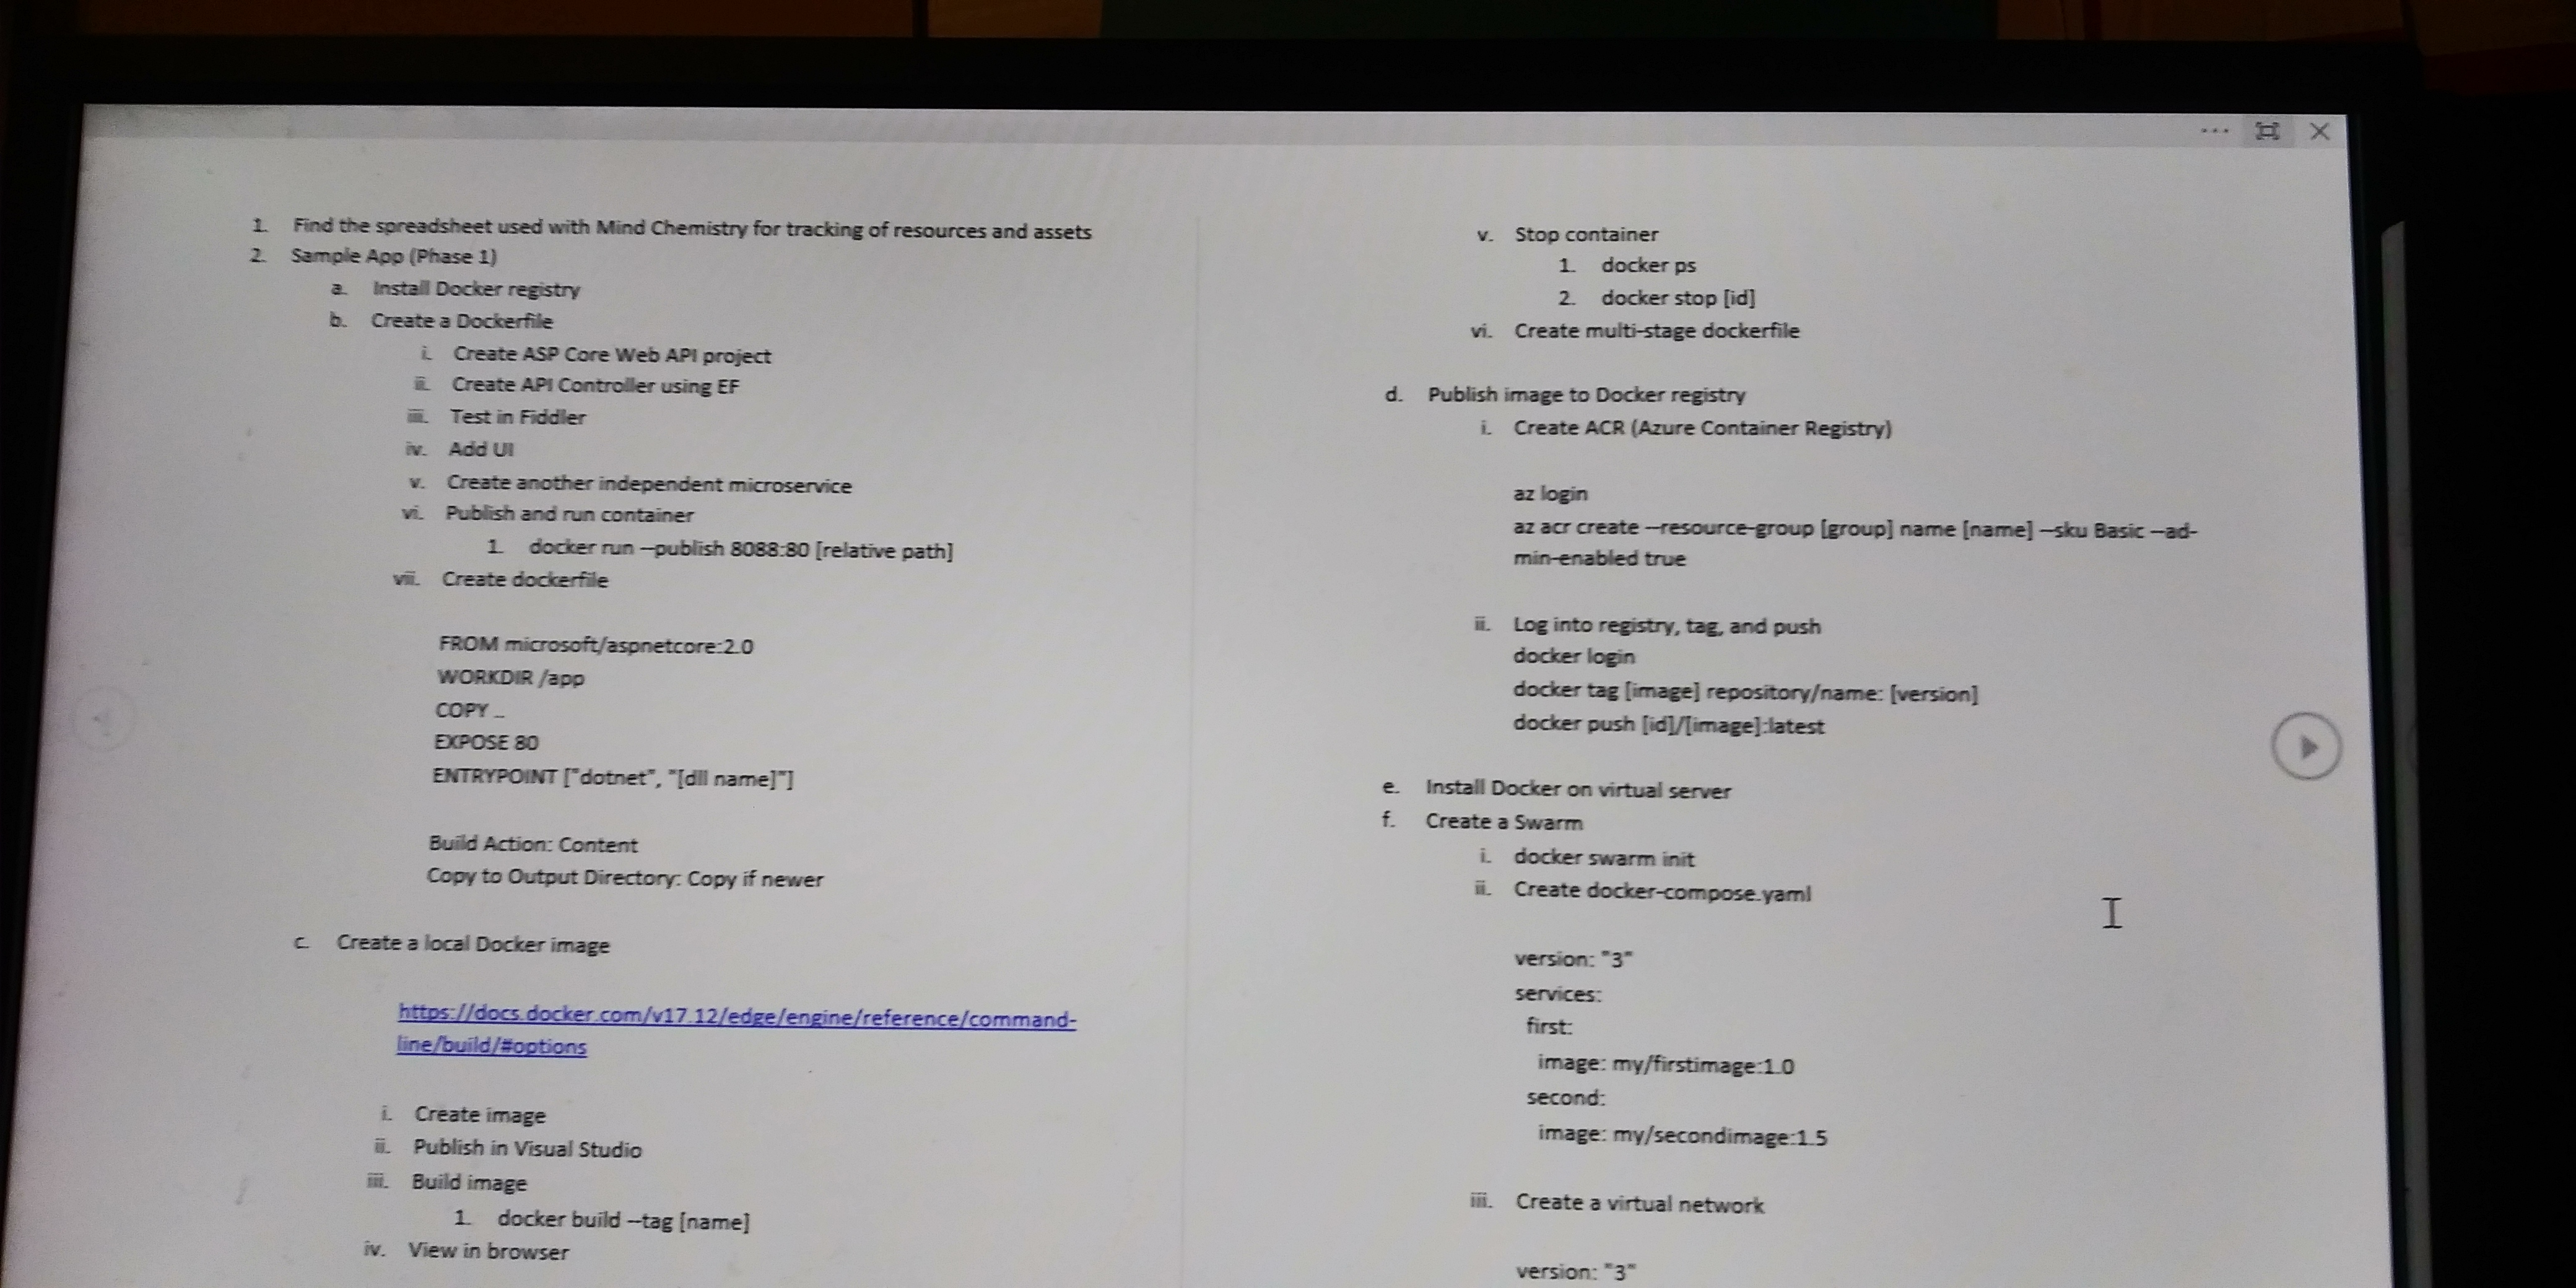 1. Find the spreadsheet used with Mind Chemistry for tracking of resources and assets
2. Sample App (Phase 1)
a. Install Docker registry
b. Create a Dockerfile
i. Create ASP Core Web API project
ii. Create API Controller using EF
iii. Test in Fiddler
iv. Add UI
v. Create another independent microservice
vi. Publish and run container
1. docker run –publish 8088:80 [relative path]
vii. Create dockerfile
FROM microsoft/aspnetcore:2.0
WORKDIR /app
COPY ..
EXPOSE 80
ENTRYPOINT ["dotnet", "[dll name]"]
Build Action: Content
Copy to Output Directory: Copy if newer
c. Create a local Docker image
https://docs.docker.com/v17.12/edge/engine/reference/command-
line/build/#options
i. Create image
ii. Publish in Visual Studio
iii. Build image
1. docker build –tag [name]
iv. View in browser
v. Stop container
1. docker ps
2. docker stop [id]
vi. Create multi-stage dockerfile
d. Publish image to Docker registry
i. Create ACR (Azure Container Registry)
az login
az acr create –resource-group [group] name [name] –sku Basic –ad-
min-enabled true
ii. Log into registry, tag, and push
docker login
docker tag [image] repository/name: [version]
docker push [id]/[image]:latest
e. Install Docker on virtual server
f. Create a Swarm
i. docker swarm init
ii. Create docker-compose.yaml
version: "3"
services:
first:
image: my/firstimage:1.0
second:
image: my/secondimage:1.5
iii. Create a virtual network
version: "3"